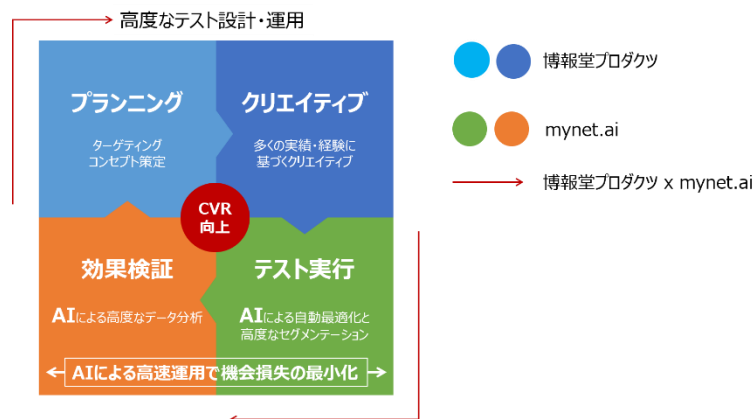 高度なテスト設計・運用
プランニング
ターゲティング
コンセプト策定
クリエイティブ
多くの実績・経験に
基づくクリエイティブ
CVR
向上
効果検証
AIによる高度なデータ分析
テスト実行
AIによる自動最適化と
高度なセグメンテーション
AIによる高速運用で機会損失の最小化
博報堂プロダクツ
mynet.ai
博報堂プロダクツ x mynet.ai